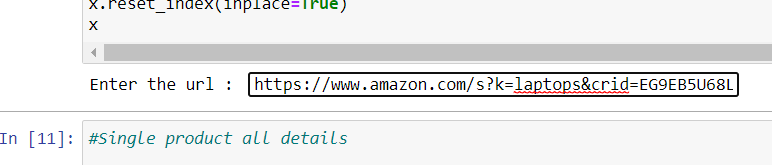 x.reset_index(inplace=True)
x
Enter the url : https://www.amazon.com/s?k=laptops&crid=EG9EB5U68L
In [11]: #Single product all details